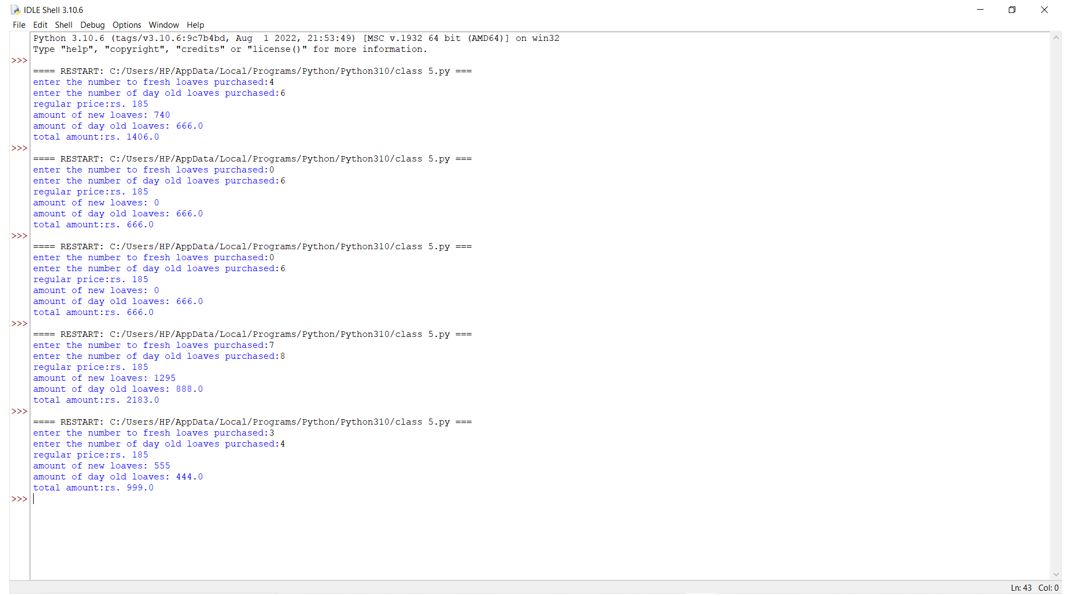 IDLE Shell 3.10.6
File Edit Shell Debug Options Window Help
Python 3.10.6 (tags/v3.10.6:9c7b4bd, Aug  1 2022, 21:53:49) [MSC v.1932 64 bit (AMD64)] on win32
Type "help", "copyright", "credits" or "license()" for more information.
>>>
==== RESTART: C:/Users/HP/AppData/Local/Programs/Python/Python310/class 5.py ===
enter the number to fresh loaves purchased:4
enter the number of day old loaves purchased:6
regular price:rs. 185
amount of new loaves: 740
amount of day old loaves: 666.0
total amount:rs. 1406.0
>>>
==== RESTART: C:/Users/HP/AppData/Local/Programs/Python/Python310/class 5.py ===
enter the number to fresh loaves purchased:0
enter the number of day old loaves purchased:6
regular price:rs. 185
amount of new loaves: 0
amount of day old loaves: 666.0
total amount:rs. 666.0
>>>
==== RESTART: C:/Users/HP/AppData/Local/Programs/Python/Python310/class 5.py ===
enter the number to fresh loaves purchased:0
enter the number of day old loaves purchased:6
regular price:rs. 185
amount of new loaves: 0
amount of day old loaves: 666.0
total amount:rs. 666.0
>>>
==== RESTART: C:/Users/HP/AppData/Local/Programs/Python/Python310/class 5.py ===
enter the number to fresh loaves purchased:7
enter the number of day old loaves purchased:8
regular price:rs. 185
amount of new loaves: 1295
amount of day old loaves: 888.0
total amount:rs. 2183.0
>>>
==== RESTART: C:/Users/HP/AppData/Local/Programs/Python/Python310/class 5.py ===
enter the number to fresh loaves purchased:3
enter the number of day old loaves purchased:4
regular price:rs. 185
amount of new loaves: 555
amount of day old loaves: 444.0
total amount:rs. 999.0
>>>
Ln: 43 Col: 0